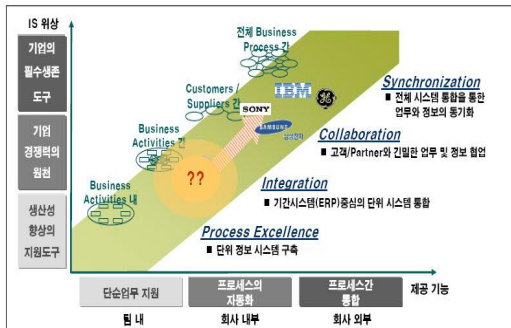 IS 위상
기업의
필수생존
도구
기업
경쟁력의
원천
생산성
향상의
지원도구
전체 Business
Process 간
Customers /
Suppliers 간
Business
Activities 간
Business
Activities 내
??
SONY
IBM
GE
SAMSUNG
삼성전자
Synchronization
■ 전체 시스템 통합을 통한
업무와 정보의 동기화
Collaboration
■ 고객/Partner와 긴밀한 업무 및 정보 협업
Integration
■ 기간시스템(ERP)중심의 단위 시스템 통합
Process Excellence
■ 단위 정보 시스템 구축
단순업무 지원
프로세스의
자동화
프로세스간
통합
제공 기능
팀 내
회사 내부
회사 외부